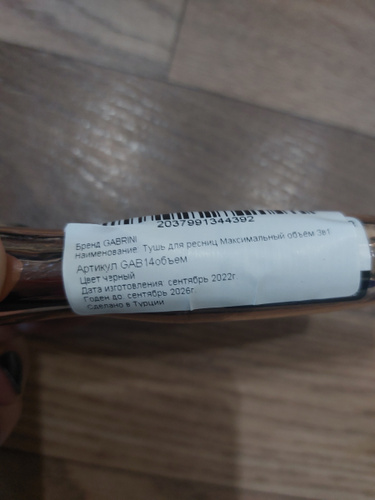 2037991344392
Бренд GABRINI
Наименование: Тушь для ресниц Максимальный объём 3в1
Артикул GAB14объем
Цвет черный
Дата изготовления сентябрь 2022г
Годен до сентябрь 2026г
Сделано в Турции